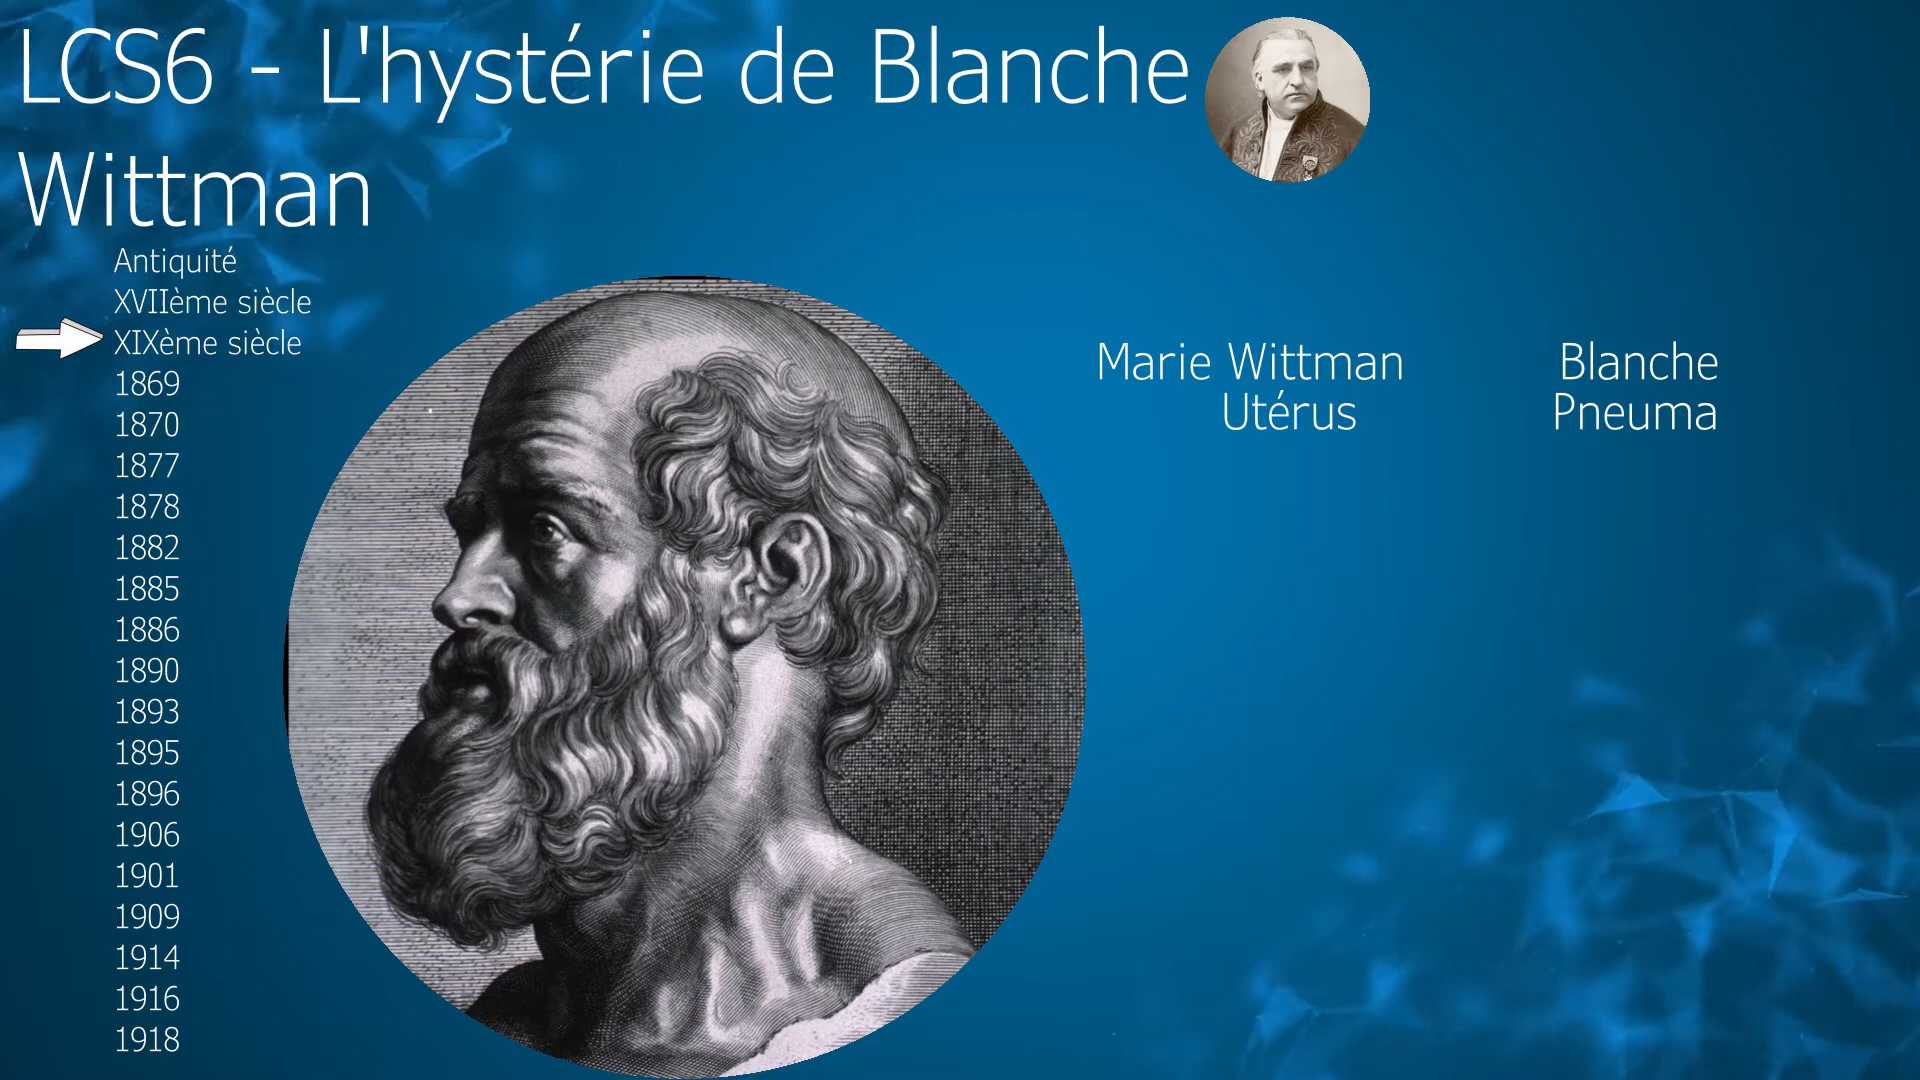 LCS6 - L'hystérie de Blanche
Wittman
Antiquité
XVIIème siècle
XIXème siècle
1869
1870
1877
1878
1882
1885
1886
1890
1893
1895
1896
1906
1901
1909
1914
1916
1918
Marie Wittman Blanche
Utérus Pneuma